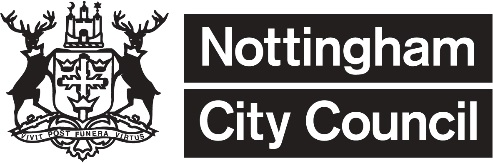 Nottingham
City Council
VIVIT POST FUNERA VIRTUS